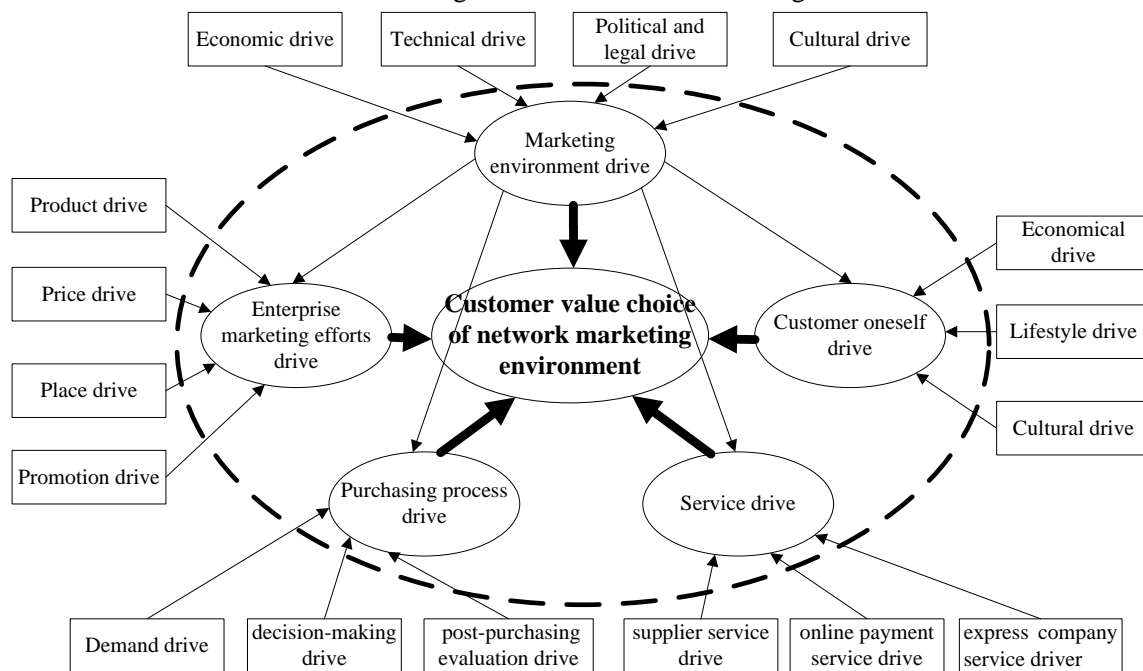 Economic drive
Technical drive
Political and
legal drive
Cultural drive
Marketing
environment drive
Product drive
Price drive
Place drive
Promotion drive
Enterprise
marketing efforts
drive
Customer value choice
of network marketing
environment
Customer oneself
drive
Economical
drive
Lifestyle drive
Cultural drive
Purchasing process
drive
Service drive
Demand drive
decision-making
drive
post-purchasing
evaluation drive
supplier service
drive
online payment
service drive
express company
service driver